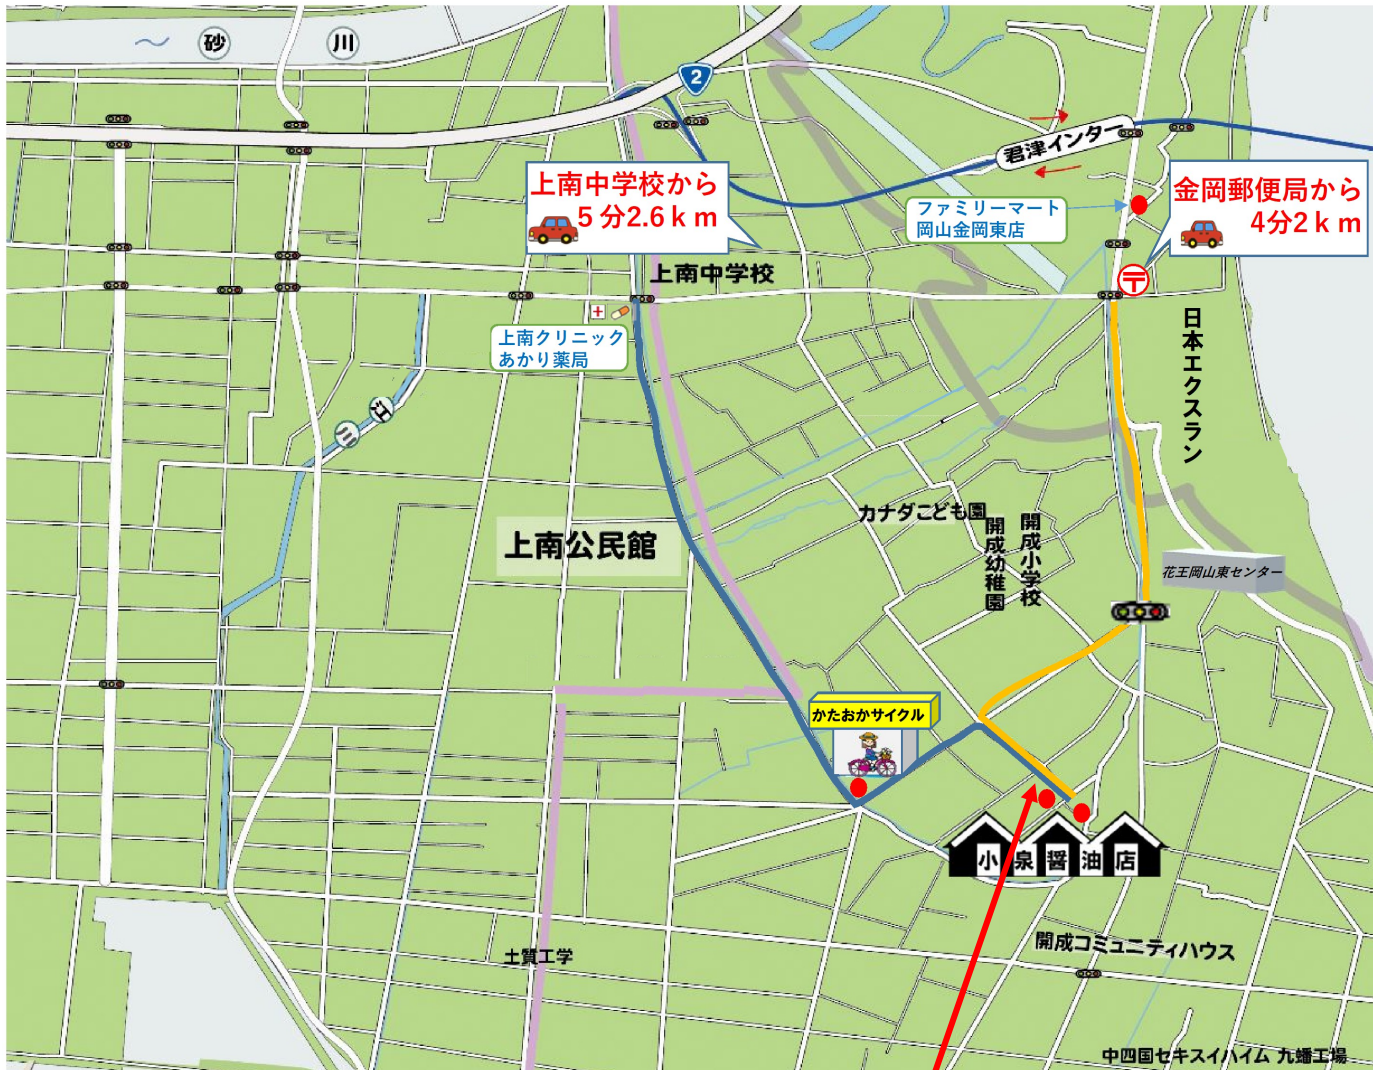 砂 川
2
君津インター
上南中学校から
5分2.6ｋｍ
ファミリーマート
岡山金岡東店
金岡郵便局から
4分2ｋｍ
上南中学校
〒
上南クリニック
あかり薬局
日本エクスラン
江
川
カナダこども園
開成幼稚園
開成小学校
上南公民館
花王岡山東センター
かたおかサイクル
小泉醤油店
開成コミュニティハウス
土質工学
中四国セキスイハイム 九蟠工場